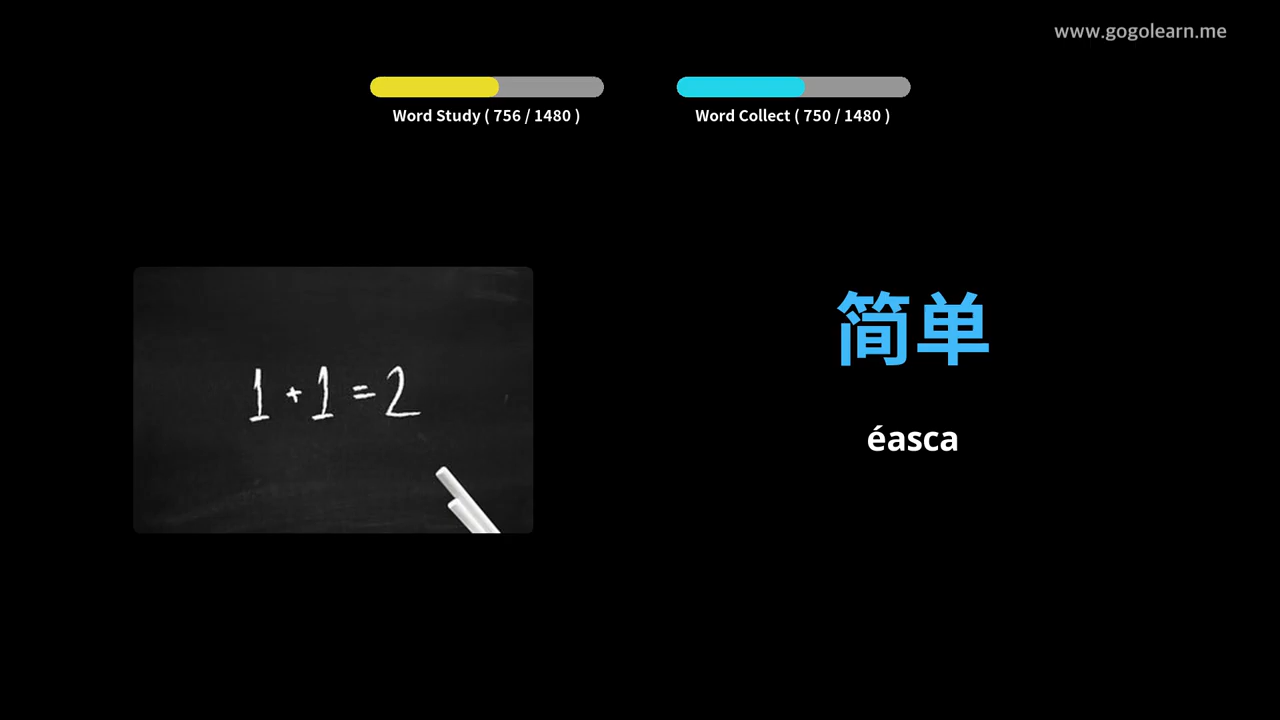 www.gogolearn.me
Word Study ( 756 / 1480 )
Word Collect ( 750 / 1480 )
1 + 1 = 2
简单
éasca